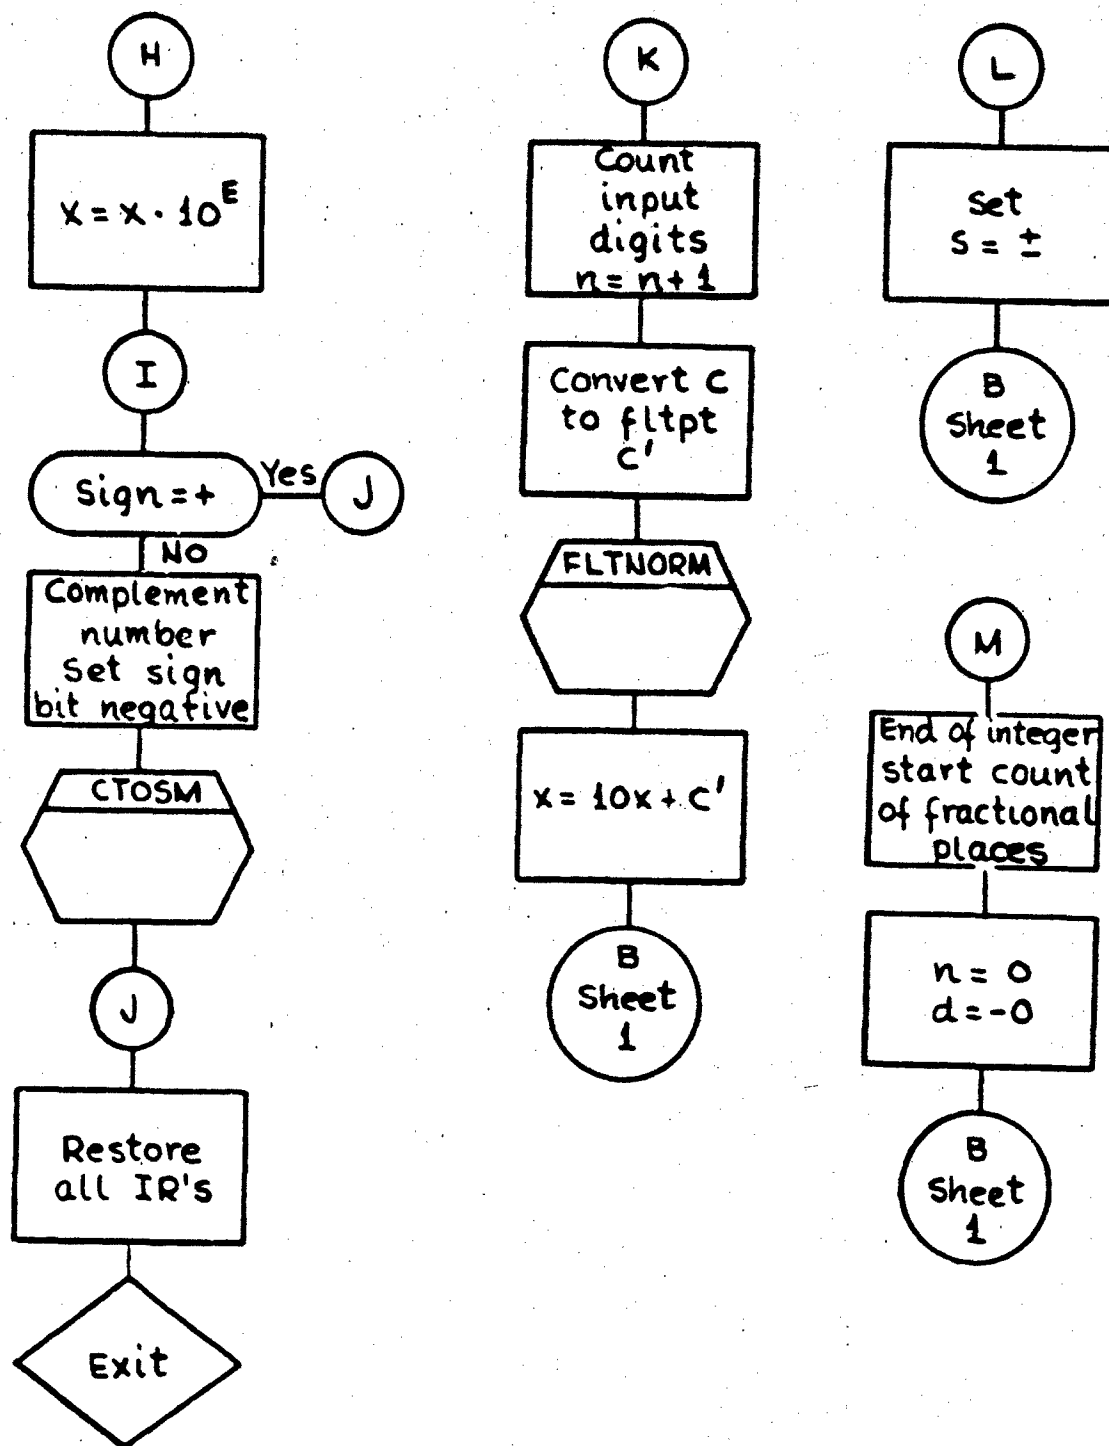 H
X = X · 10^E
I
Sign = +
Yes
J
NO
Complement
number
Set sign
bit negative
CTOSM
J
Restore
all IR's
Exit
K
Count
input
digits
n = n + 1
Convert C
to fltpt
C'
FLTNORM
X = 10X + C'
B
Sheet
1
L
Set
S = ±
B
Sheet
1
M
End of integer
start count
of fractional
places
n = 0
d = -0
B
Sheet
1